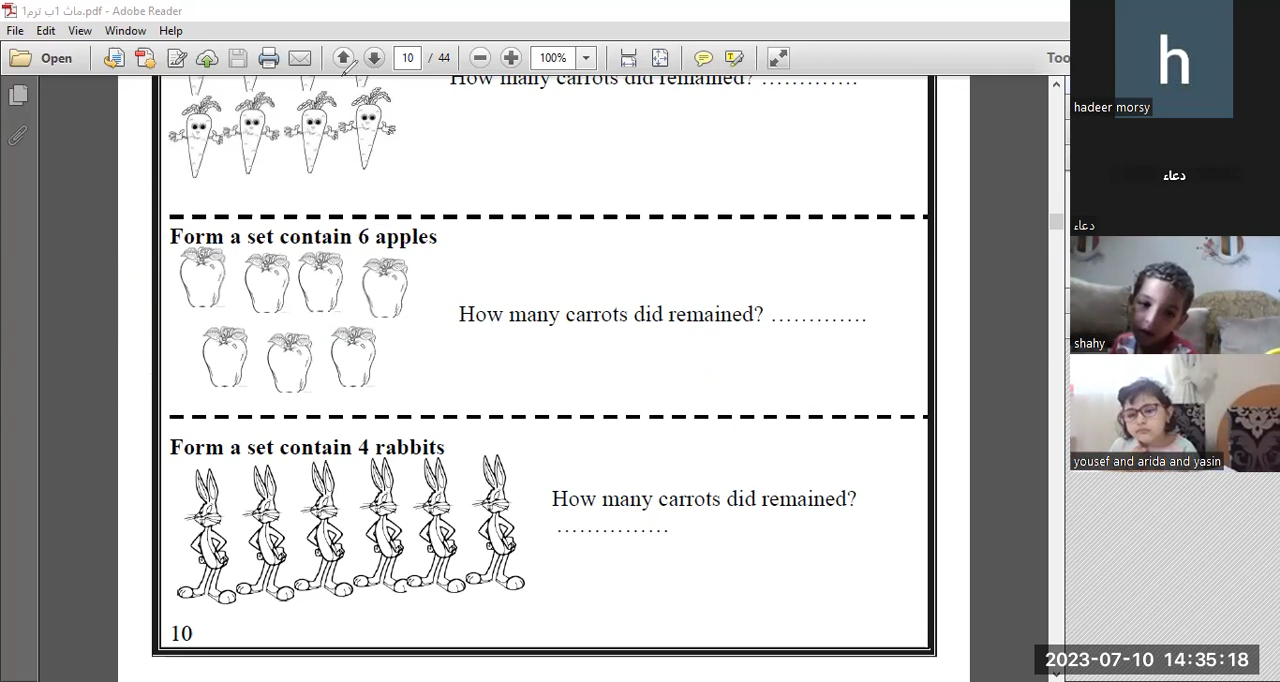 ماث 1ب ترم1.pdf - Adobe Reader
File Edit View Window Help
Open 10 / 44 100% Too
How many carrots did remained? .............
Form a set contain 6 apples
How many carrots did remained? .............
Form a set contain 4 rabbits
How many carrots did remained?
...............
10
h
hadeer morsy
دعاء
دعاء
shahy
yousef and arida and yasin
2023-07-10 14:35:18